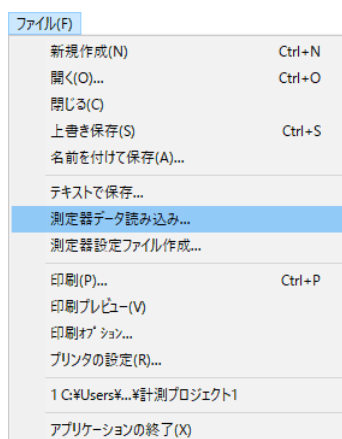 ファイル(F)
新規作成(N) Ctrl+N
開く(O)... Ctrl+O
閉じる(C)
上書き保存(S) Ctrl+S
名前を付けて保存(A)...
テキストで保存...
測定器データ読み込み...
測定器設定ファイル作成...
印刷(P)... Ctrl+P
印刷プレビュー(V)
印刷ｵﾌﾟｼｮﾝ...
プリンタの設定(R)...
1 C:¥Users¥...¥計測プロジェクト1
アプリケーションの終了(X)